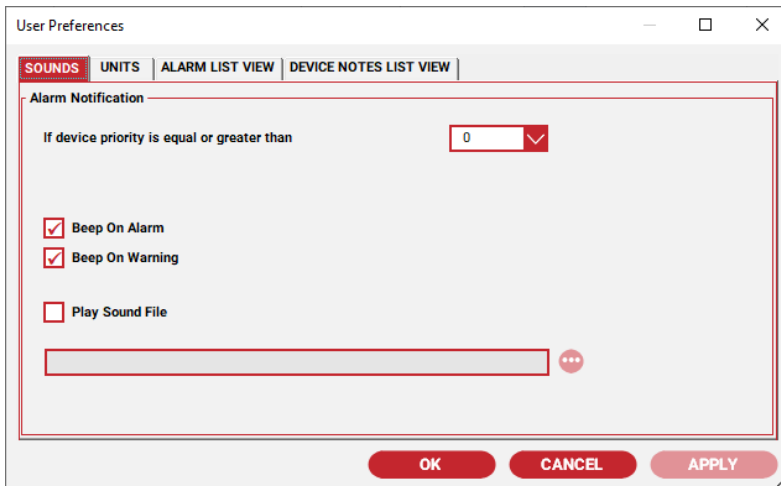 User Preferences
SOUNDS UNITS ALARM LIST VIEW DEVICE NOTES LIST VIEW
Alarm Notification
If device priority is equal or greater than 0
Beep On Alarm
Beep On Warning
Play Sound File
OK CANCEL APPLY